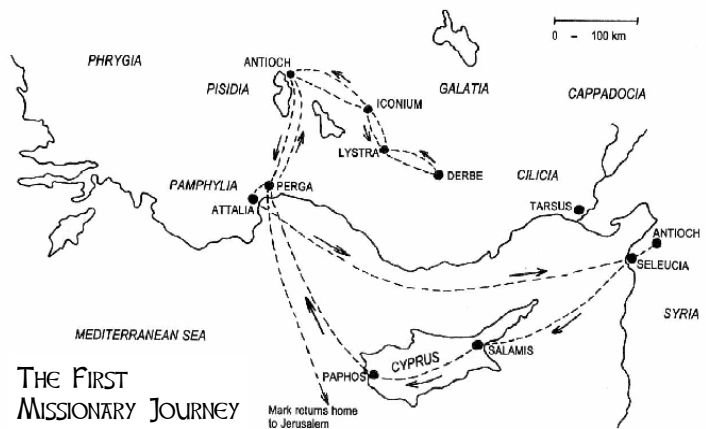 0 – 100 km
ANTIOCH
PHRYGIA
PISIDIA
GALATIA
CAPPADOCIA
ICONIUM
LYSTRA
DERBE
CILICIA
PAMPHYLIA
PERGA
ATTALIA
TARSUS
ANTIOCH
SELEUCIA
SYRIA
MEDITERRANEAN SEA
SALAMIS
CYPRUS
PAPHOS
THE FIRST
MISSIONARY JOURNEY
Mark returns home
to Jerusalem